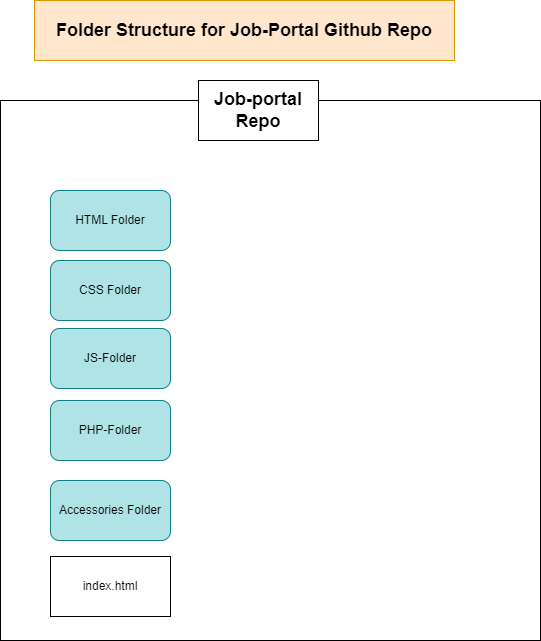 Folder Structure for Job-Portal Github Repo
Job-portal
Repo
HTML Folder
CSS Folder
JS-Folder
PHP-Folder
Accessories Folder
index.html